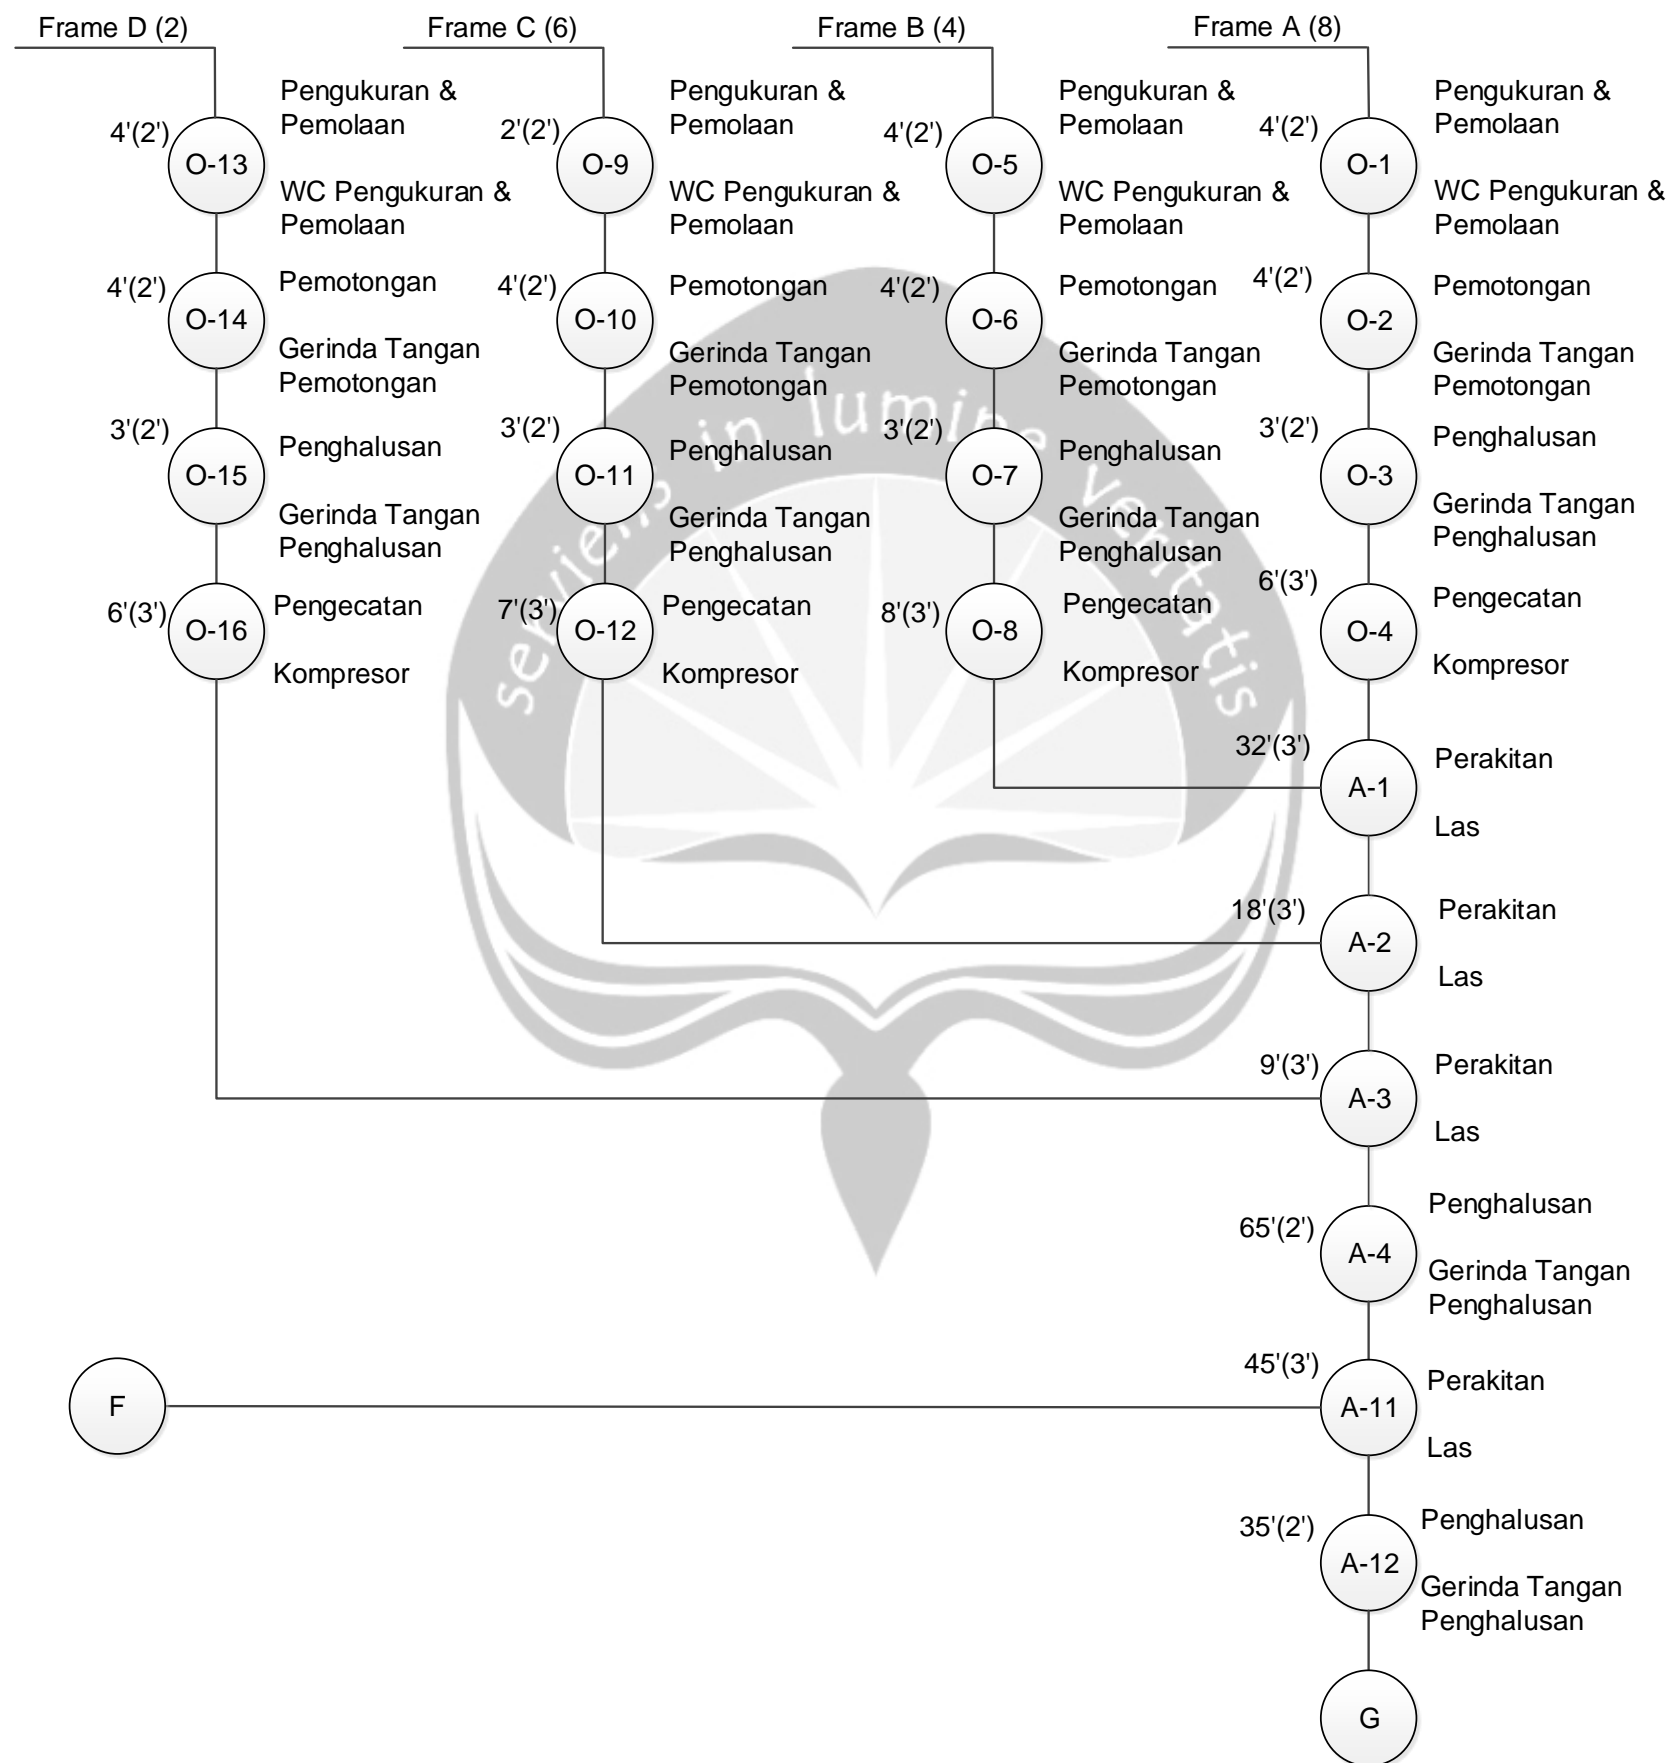 Frame D (2)
Frame C (6)
Frame B (4)
Frame A (8)
4'(2')
O-13
Pengukuran &
Pemolaan
WC Pengukuran &
Pemolaan
2'(2')
O-9
Pengukuran &
Pemolaan
WC Pengukuran &
Pemolaan
4'(2')
O-5
Pengukuran &
Pemolaan
WC Pengukuran &
Pemolaan
4'(2')
O-1
Pengukuran &
Pemolaan
WC Pengukuran &
Pemolaan
4'(2')
O-14
Pemotongan
Gerinda Tangan
Pemotongan
4'(2')
O-10
Pemotongan
Gerinda Tangan
Pemotongan
4'(2')
O-6
Pemotongan
Gerinda Tangan
Pemotongan
4'(2')
O-2
Pemotongan
Gerinda Tangan
Pemotongan
3'(2')
O-15
Penghalusan
Gerinda Tangan
Penghalusan
3'(2')
O-11
Penghalusan
Gerinda Tangan
Penghalusan
3'(2')
O-7
Penghalusan
Gerinda Tangan
Penghalusan
3'(2')
O-3
Penghalusan
Gerinda Tangan
Penghalusan
6'(3')
O-16
Pengecatan
Kompresor
7'(3')
O-12
Pengecatan
Kompresor
8'(3')
O-8
Pengecatan
Kompresor
6'(3')
O-4
Pengecatan
Kompresor
serviens in lumine veritatis
32'(3')
A-1
Perakitan
Las
18'(3')
A-2
Perakitan
Las
9'(3')
A-3
Perakitan
Las
65'(2')
A-4
Penghalusan
Gerinda Tangan
Penghalusan
F
45'(3')
A-11
Perakitan
Las
35'(2')
A-12
Penghalusan
Gerinda Tangan
Penghalusan
G